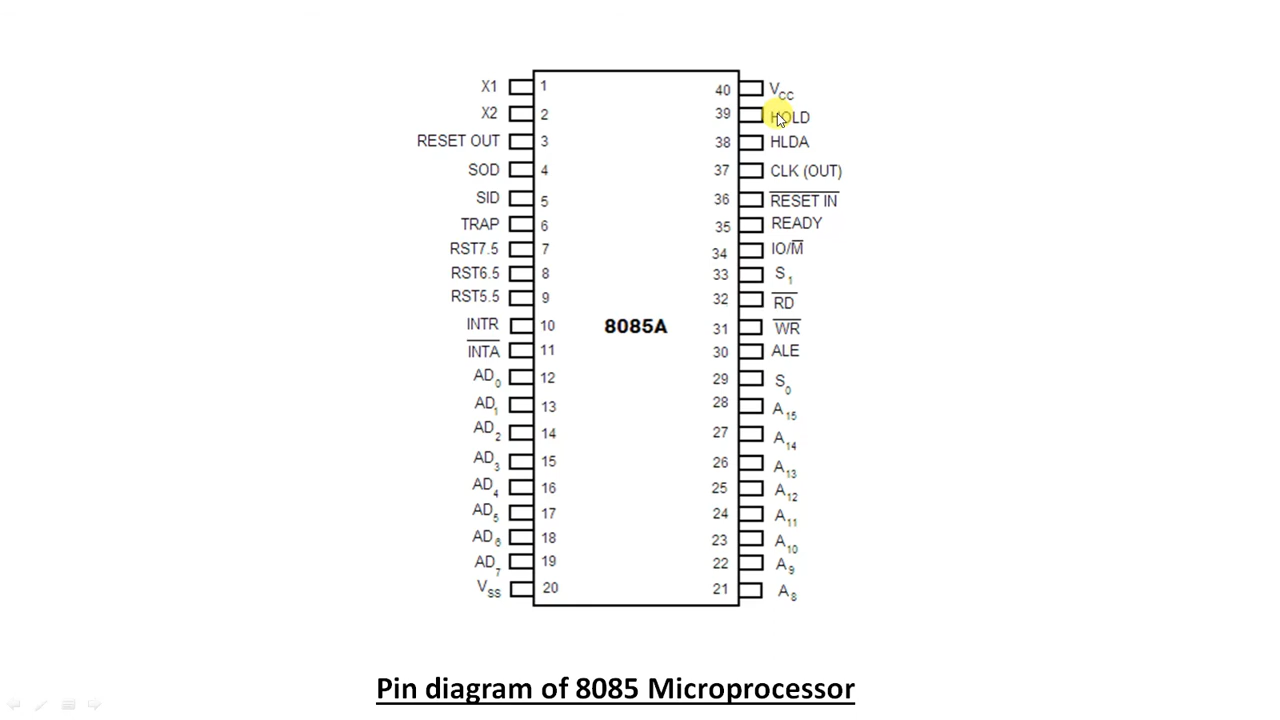 X1 1 40 VCC
X2 2 39 HOLD
RESET OUT 3 38 HLDA
SOD 4 37 CLK (OUT)
SID 5 36 RESET IN
TRAP 6 35 READY
RST7.5 7 34 IO/M
RST6.5 8 33 S1
RST5.5 9 32 RD
INTR 10 8085A 31 WR
INTA 11 30 ALE
AD0 12 29 S0
AD1 13 28 A15
AD2 14 27 A14
AD3 15 26 A13
AD4 16 25 A12
AD5 17 24 A11
AD6 18 23 A10
AD7 19 22 A9
VSS 20 21 A8
Pin diagram of 8085 Microprocessor